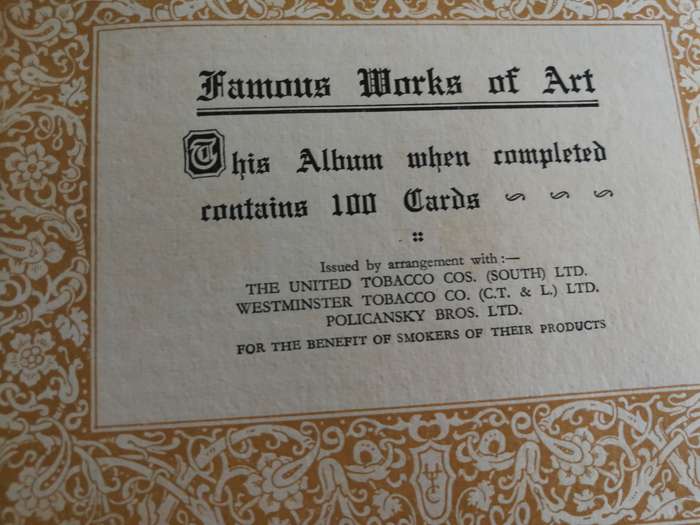 Famous Works of Art
This Album when completed
contains 100 Cards
Issued by arrangement with :—
THE UNITED TOBACCO COS. (SOUTH) LTD.
WESTMINSTER TOBACCO CO. (C.T. & L.) LTD.
POLICANSKY BROS. LTD.
FOR THE BENEFIT OF SMOKERS OF THEIR PRODUCTS